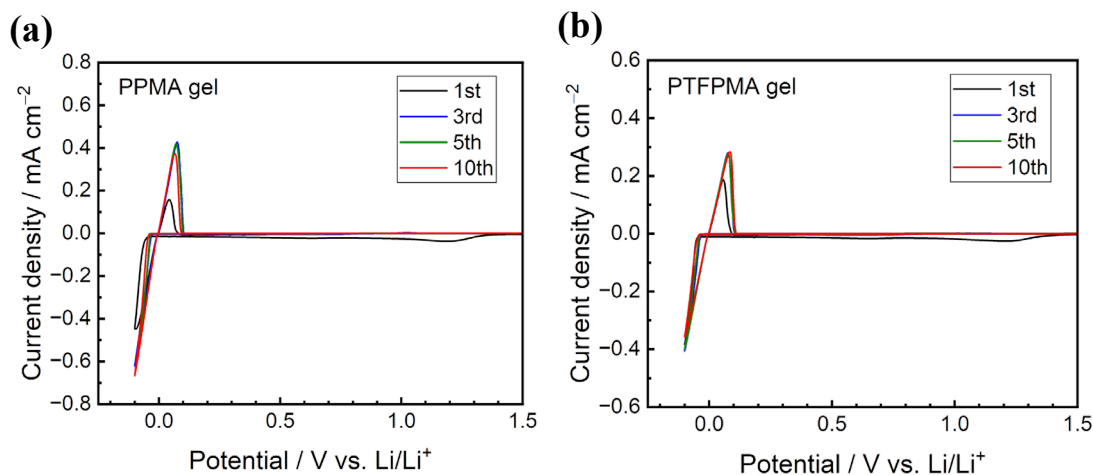 (a)
PPMA gel
1st
3rd
5th
10th
0.8
0.6
0.4
0.2
0.0
−0.2
−0.4
−0.6
−0.8
Current density / mA cm⁻²
0.0
0.5
1.0
1.5
Potential / V vs. Li/Li⁺
(b)
PTFPMA gel
1st
3rd
5th
10th
0.6
0.4
0.2
0.0
−0.2
−0.4
−0.6
Current density / mA cm⁻²
0.0
0.5
1.0
1.5
Potential / V vs. Li/Li⁺